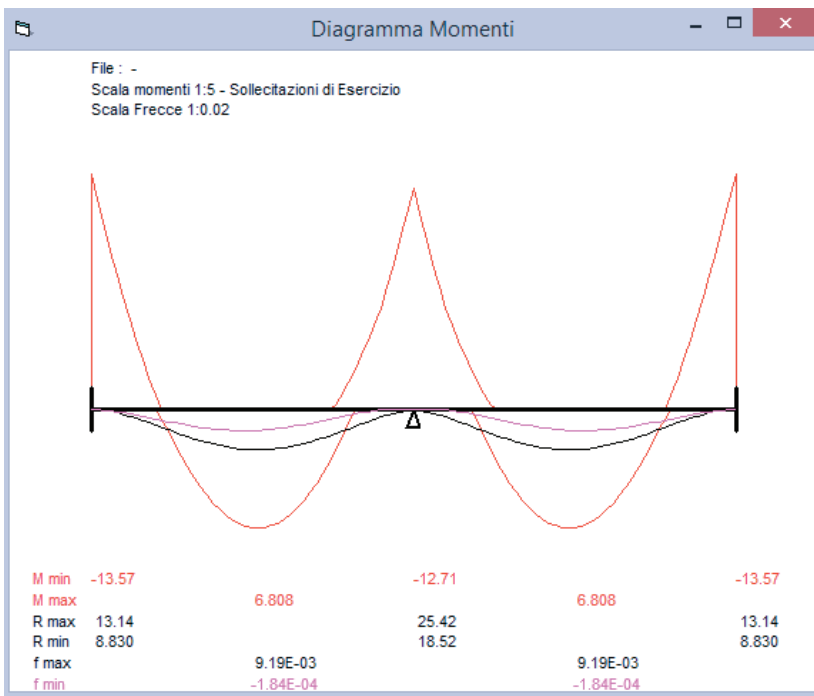 Diagramma Momenti
File : -
Scala momenti 1:5 - Sollecitazioni di Esercizio
Scala Frecce 1:0.02
M min -13.57 -12.71 -13.57
M max 6.808 6.808
R max 13.14 25.42 13.14
R min 8.830 18.52 8.830
f max 9.19E-03 9.19E-03
f min -1.84E-04 -1.84E-04